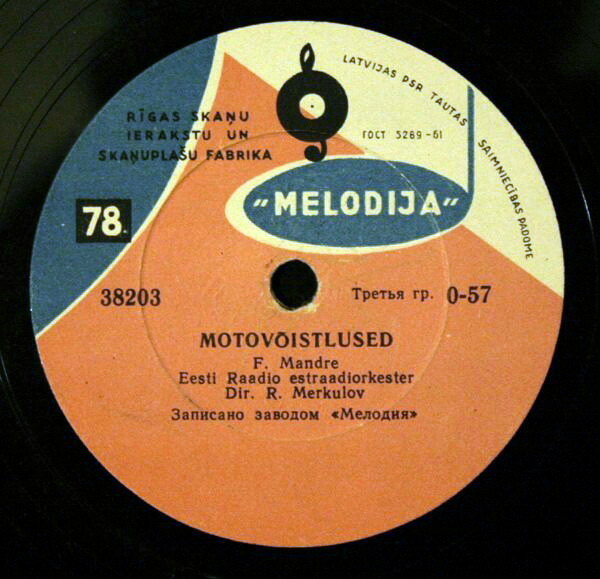 RĪGAS SKAŅU
IERAKSTU UN
SKAŅUPLAŠU FABRIKA
LATVIJAS PSR TAUTAS SAIMNIECĪBAS PADOME
ГОСТ 5289-61
"MELODIJA"
78.
38203
Третья гр. 0-57
MOTOVÕISTLUSED
F. Mandre
Eesti Raadio estraadiorkester
Dir. R. Merkulov
Записано заводом «Мелодия»